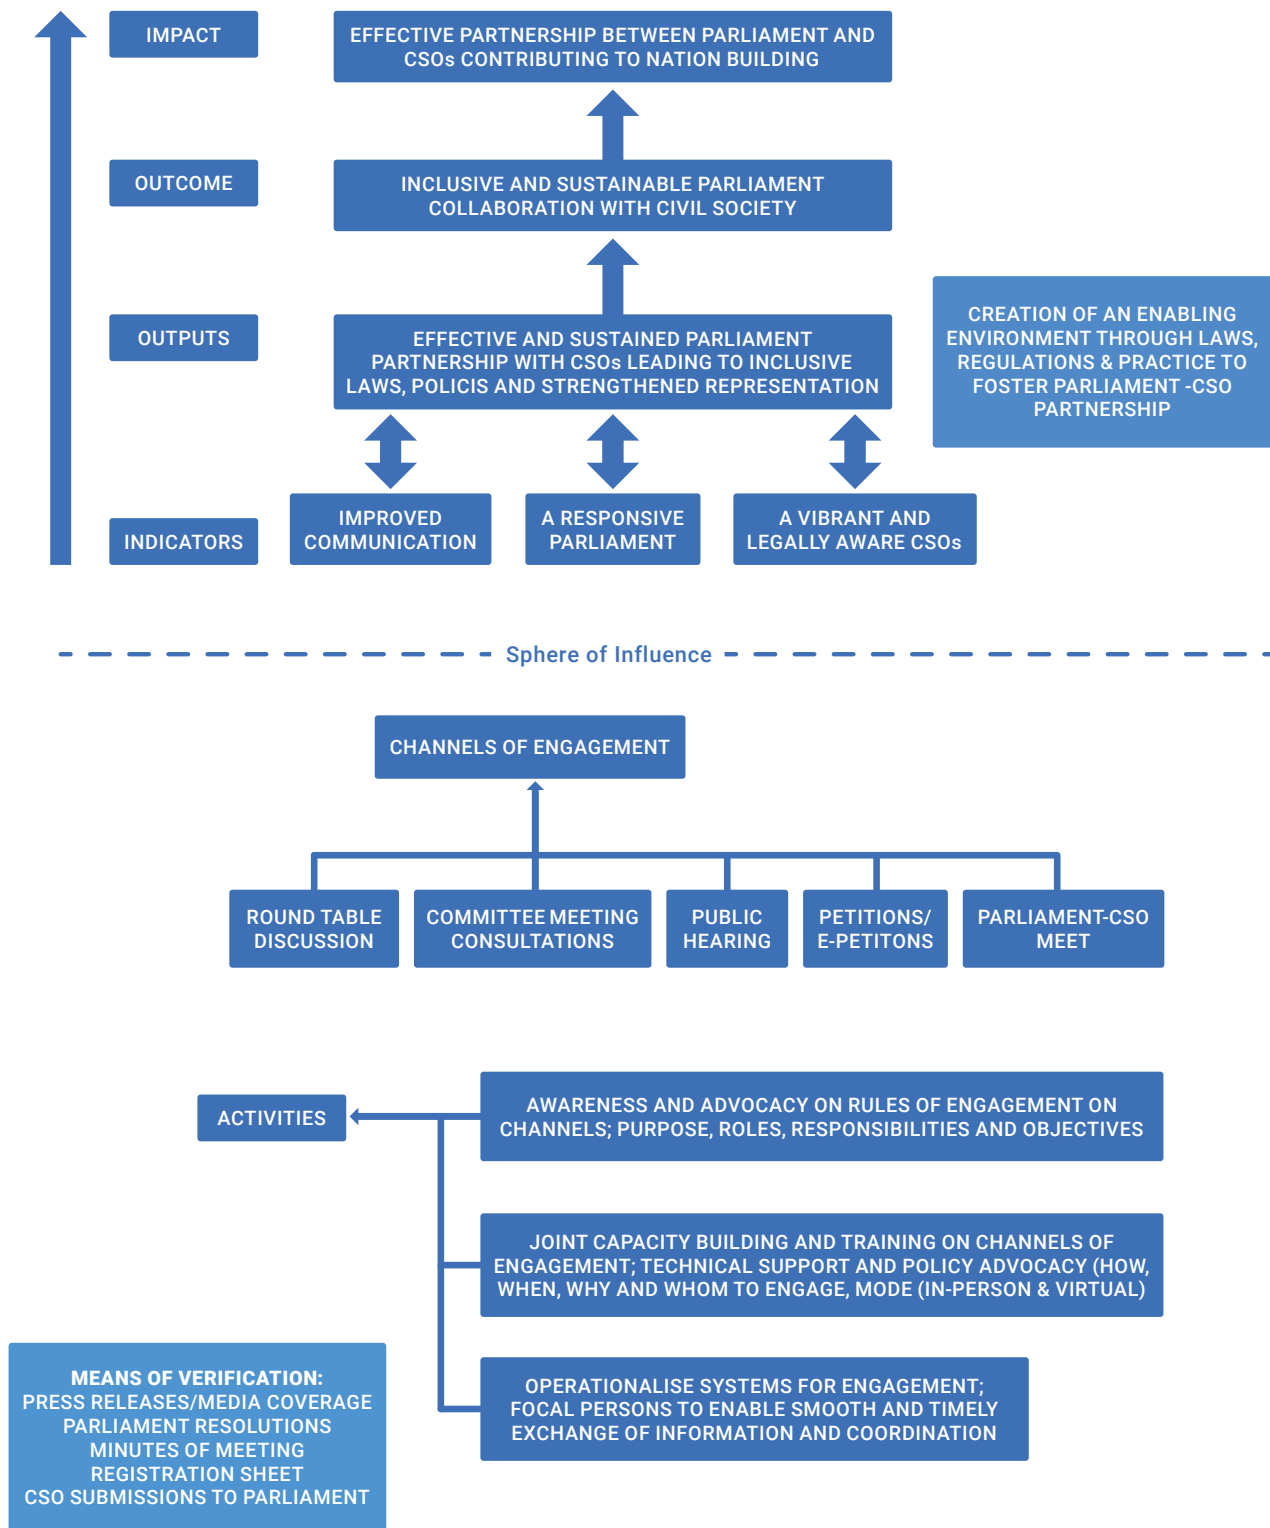 IMPACT
EFFECTIVE PARTNERSHIP BETWEEN PARLIAMENT AND
CSOs CONTRIBUTING TO NATION BUILDING
OUTCOME
INCLUSIVE AND SUSTAINABLE PARLIAMENT
COLLABORATION WITH CIVIL SOCIETY
OUTPUTS
EFFECTIVE AND SUSTAINED PARLIAMENT
PARTNERSHIP WITH CSOs LEADING TO INCLUSIVE
LAWS, POLICIS AND STRENGTHENED REPRESENTATION
CREATION OF AN ENABLING
ENVIRONMENT THROUGH LAWS,
REGULATIONS & PRACTICE TO
FOSTER PARLIAMENT -CSO
PARTNERSHIP
INDICATORS
IMPROVED
COMMUNICATION
A RESPONSIVE
PARLIAMENT
A VIBRANT AND
LEGALLY AWARE CSOs
Sphere of Influence
CHANNELS OF ENGAGEMENT
ROUND TABLE
DISCUSSION
COMMITTEE MEETING
CONSULTATIONS
PUBLIC
HEARING
PETITIONS/
E-PETITONS
PARLIAMENT-CSO
MEET
ACTIVITIES
AWARENESS AND ADVOCACY ON RULES OF ENGAGEMENT ON
CHANNELS; PURPOSE, ROLES, RESPONSIBILITIES AND OBJECTIVES
JOINT CAPACITY BUILDING AND TRAINING ON CHANNELS OF
ENGAGEMENT; TECHNICAL SUPPORT AND POLICY ADVOCACY (HOW,
WHEN, WHY AND WHOM TO ENGAGE, MODE (IN-PERSON & VIRTUAL)
OPERATIONALISE SYSTEMS FOR ENGAGEMENT;
FOCAL PERSONS TO ENABLE SMOOTH AND TIMELY
EXCHANGE OF INFORMATION AND COORDINATION
MEANS OF VERIFICATION:
PRESS RELEASES/MEDIA COVERAGE
PARLIAMENT RESOLUTIONS
MINUTES OF MEETING
REGISTRATION SHEET
CSO SUBMISSIONS TO PARLIAMENT